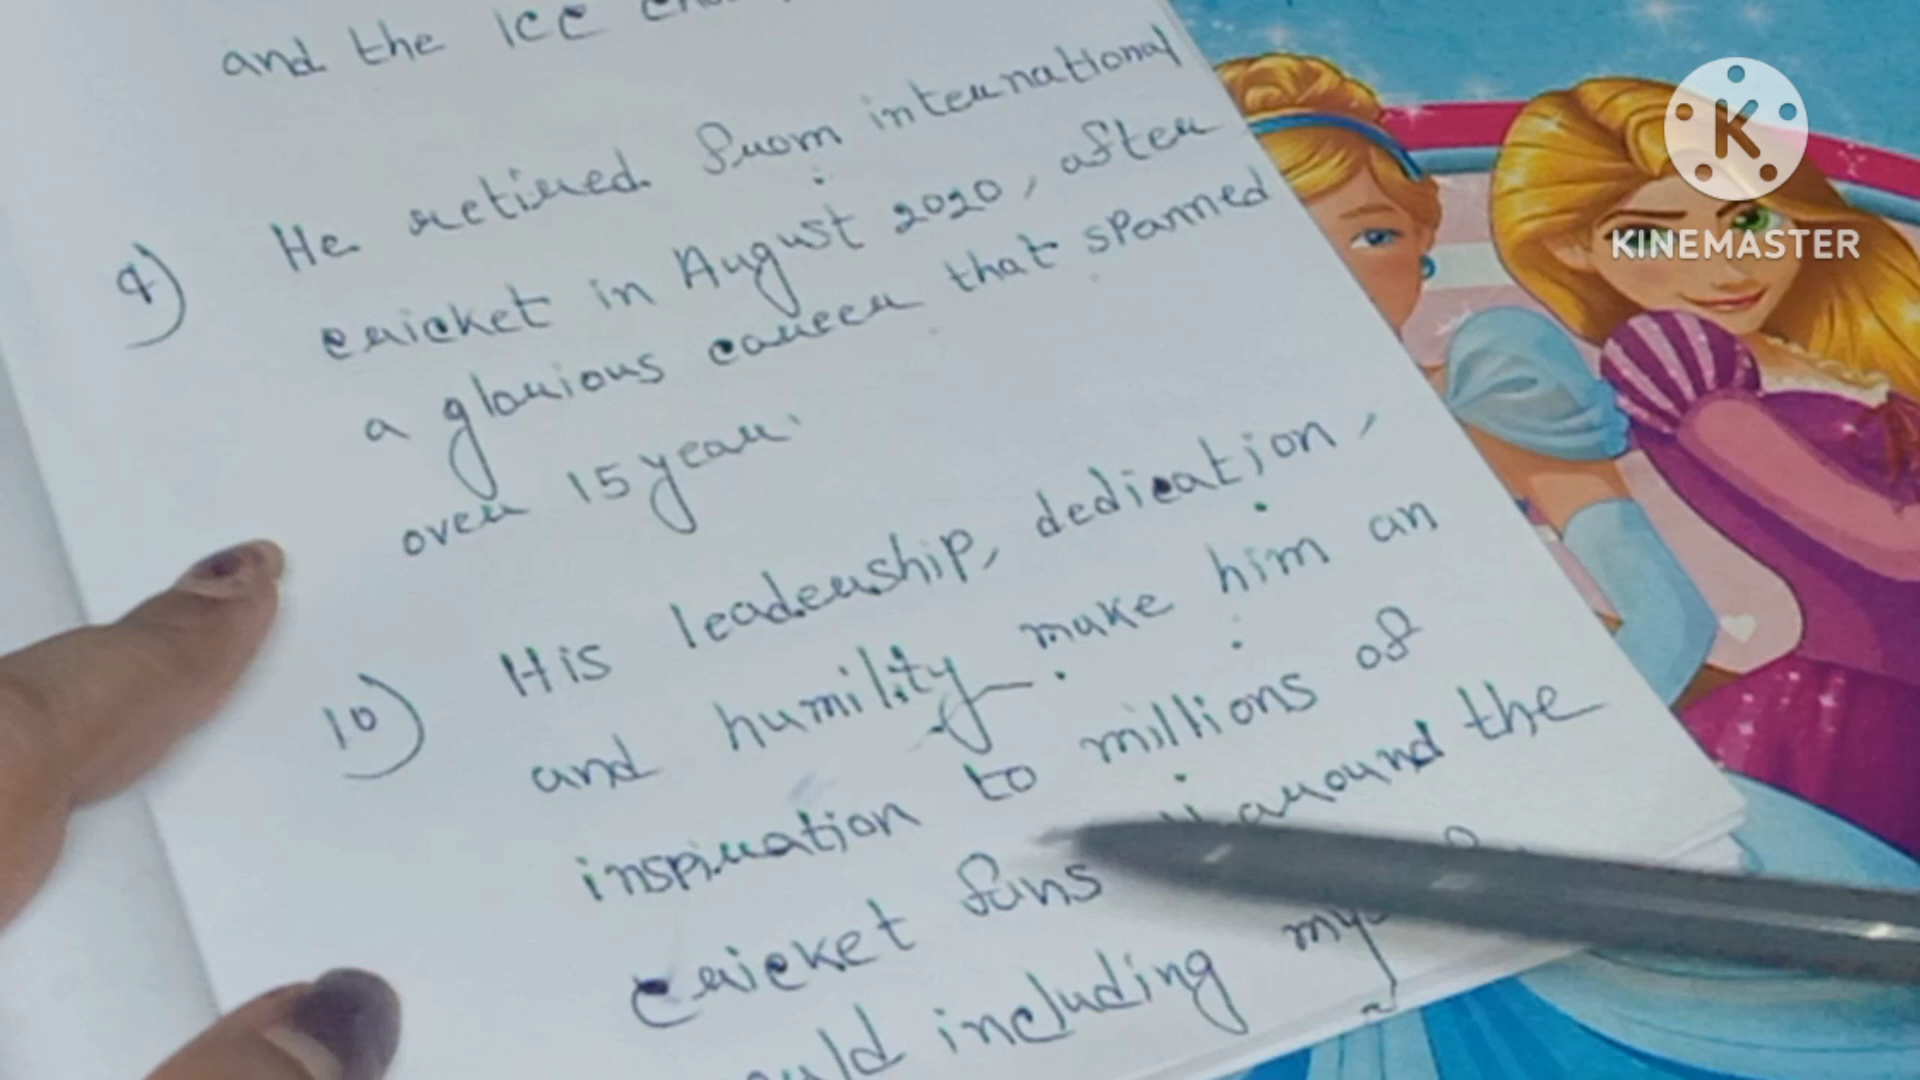 and the ICC
9) He retired from international
cricket in August 2020, after
a glorious career that spanned
over 15 year.
10) His leadership, dedication,
and humility make him an
inspiration to millions of
cricket fans around the
including
KINEMASTER